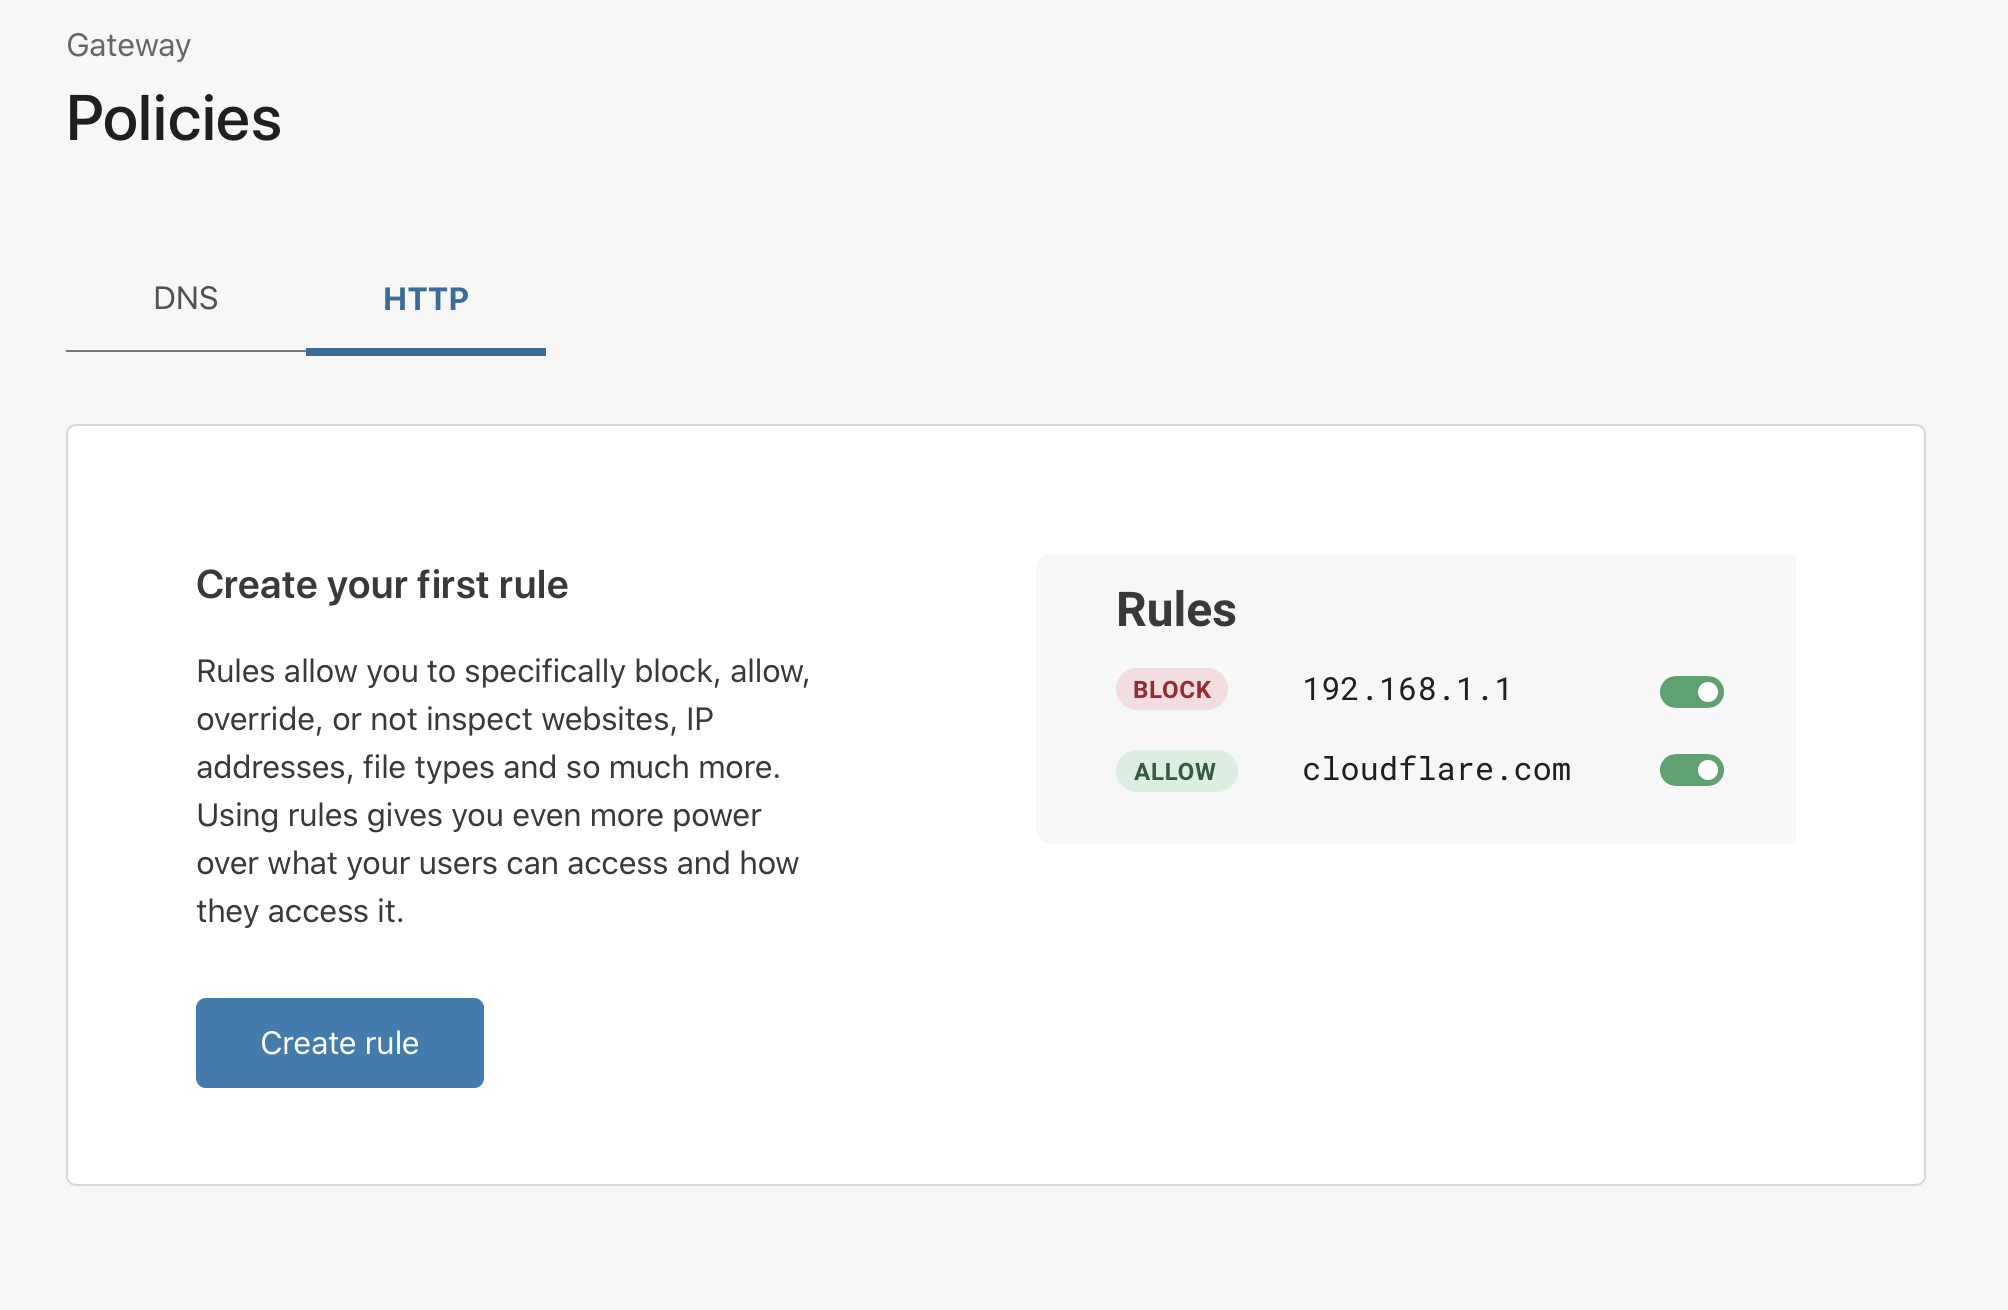 Gateway
Policies
DNS
HTTP
Create your first rule
Rules allow you to specifically block, allow,
override, or not inspect websites, IP
addresses, file types and so much more.
Using rules gives you even more power
over what your users can access and how
they access it.
Create rule
Rules
BLOCK 192.168.1.1
ALLOW cloudflare.com